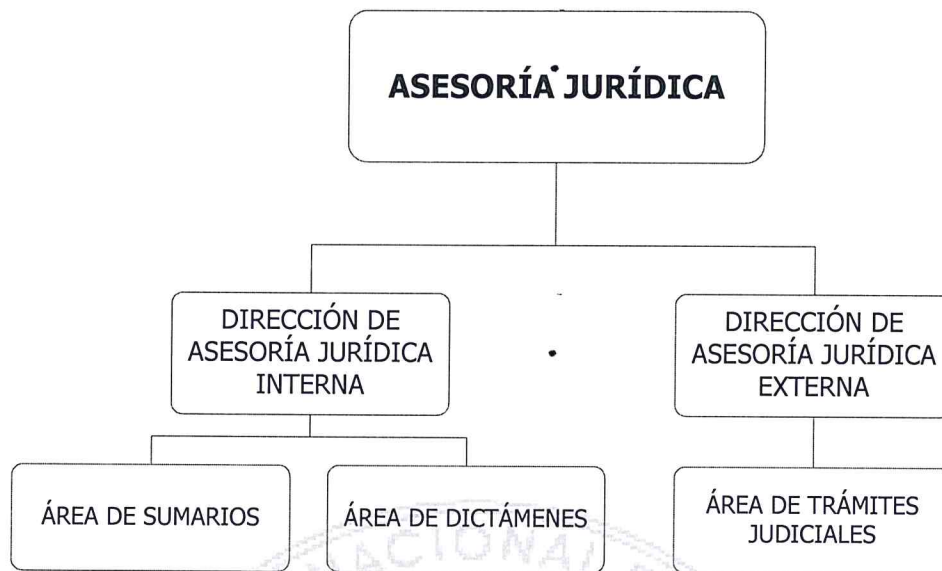 ASESORÍA JURÍDICA
DIRECCIÓN DE
ASESORÍA JURÍDICA
INTERNA
DIRECCIÓN DE
ASESORÍA JURÍDICA
EXTERNA
ÁREA DE SUMARIOS
ÁREA DE DICTÁMENES
ÁREA DE TRÁMITES
JUDICIALES
NACIONAL